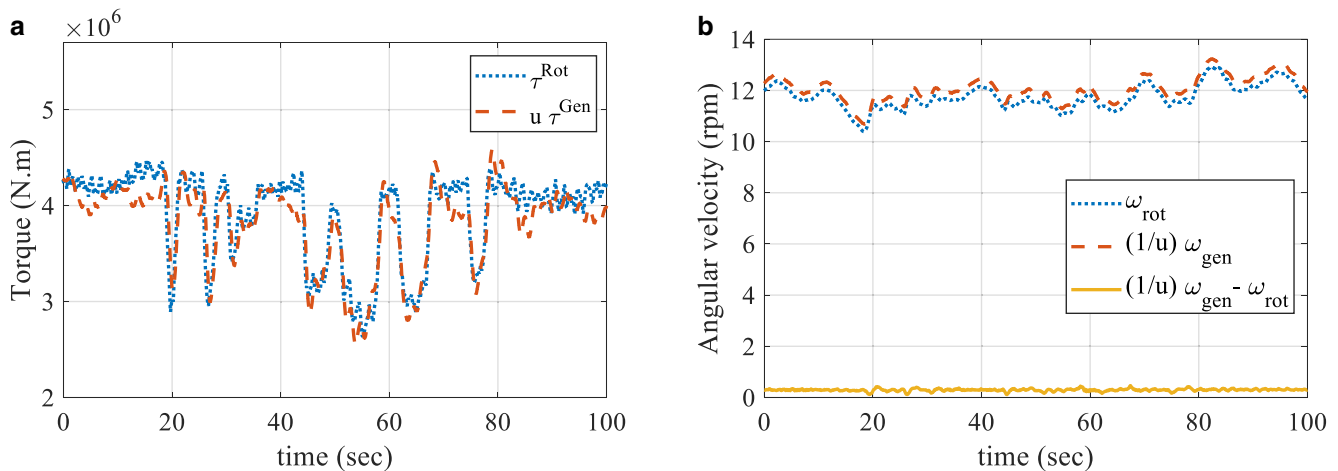 a
×10⁶
6
5
4
3
2
Torque (N.m)
τ^Rot
u τ^Gen
0 20 40 60 80 100
time (sec)
b
14
12
10
8
6
4
2
0
Angular velocity (rpm)
ω_rot
(1/u) ω_gen
(1/u) ω_gen - ω_rot
0 20 40 60 80 100
time (sec)